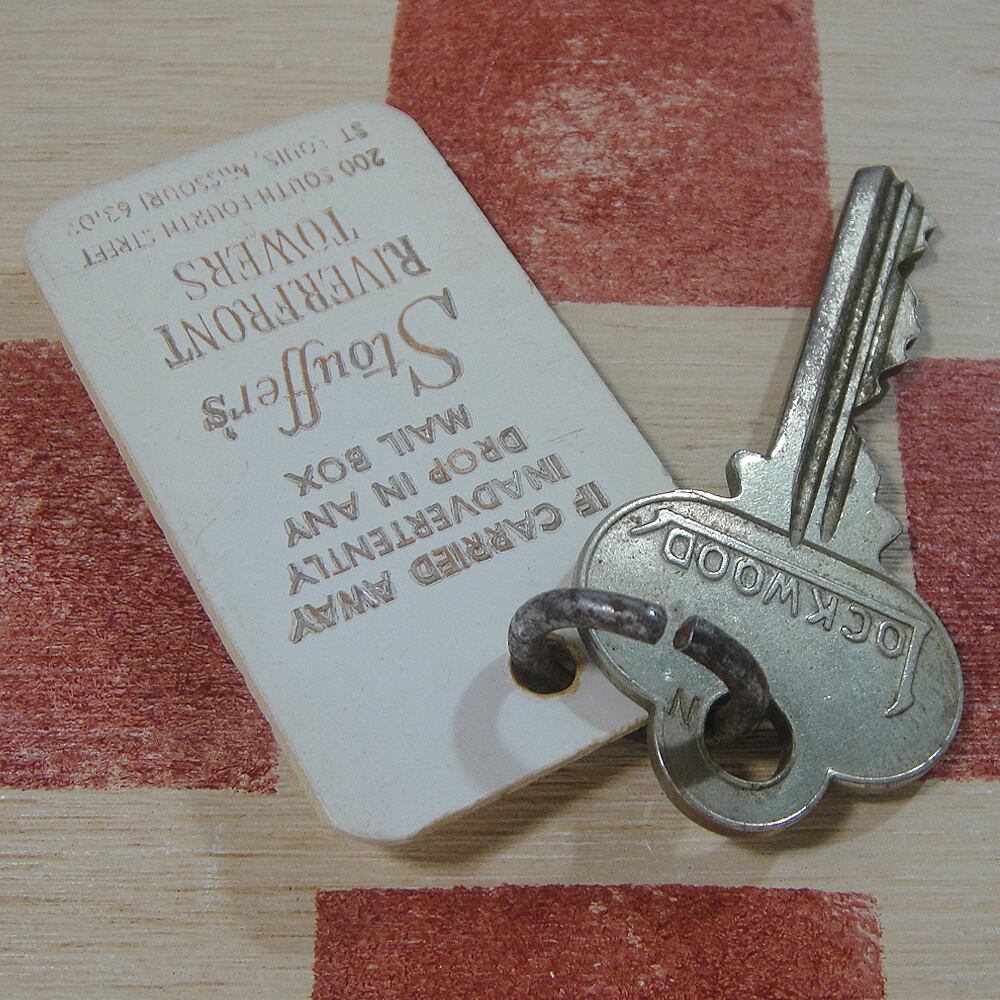 IF CARRIED AWAY
INADVERTENTLY
DROP IN ANY
MAIL BOX
Stouffer's
RIVERFRONT
TOWERS
200 SOUTH FOURTH STREET
ST LOUIS, MISSOURI
LOCKWOOD
N